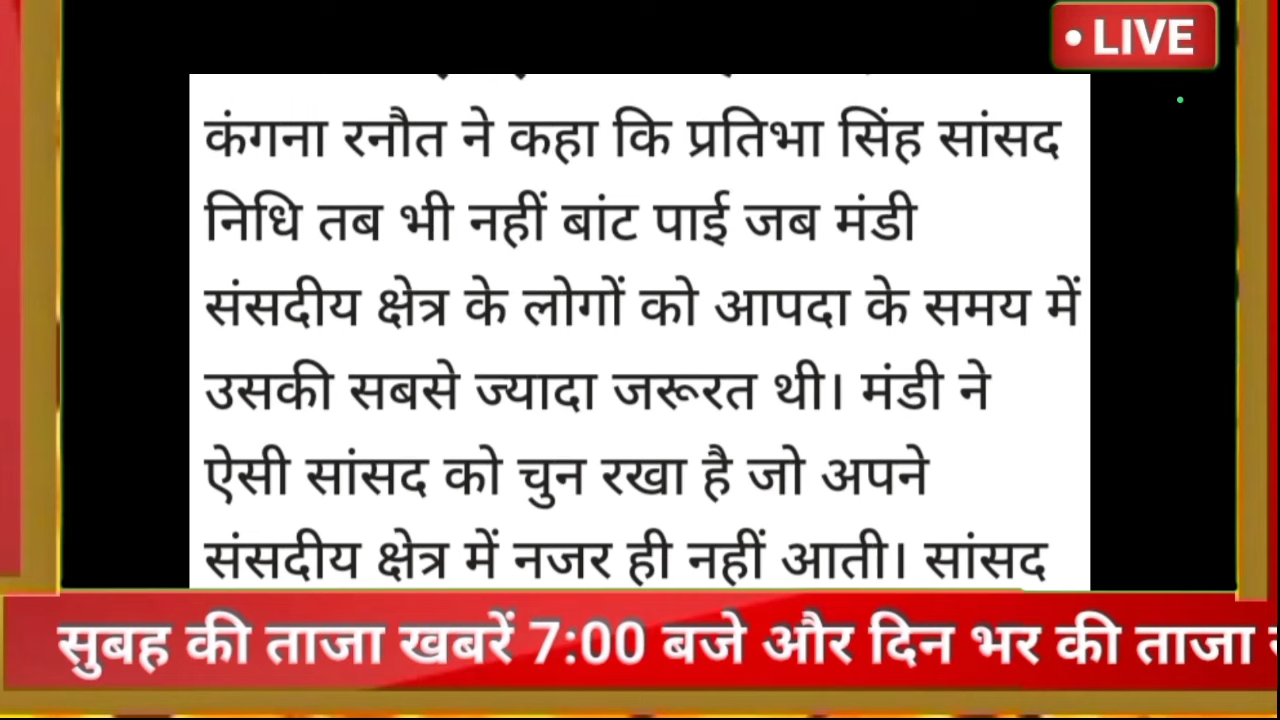 • LIVE
कंगना रनौत ने कहा कि प्रतिभा सिंह सांसद
निधि तब भी नहीं बांट पाई जब मंडी
संसदीय क्षेत्र के लोगों को आपदा के समय में
उसकी सबसे ज्यादा जरूरत थी। मंडी ने
ऐसी सांसद को चुन रखा है जो अपने
संसदीय क्षेत्र में नजर ही नहीं आती। सांसद
सुबह की ताजा खबरें 7:00 बजे और दिन भर की ताजा